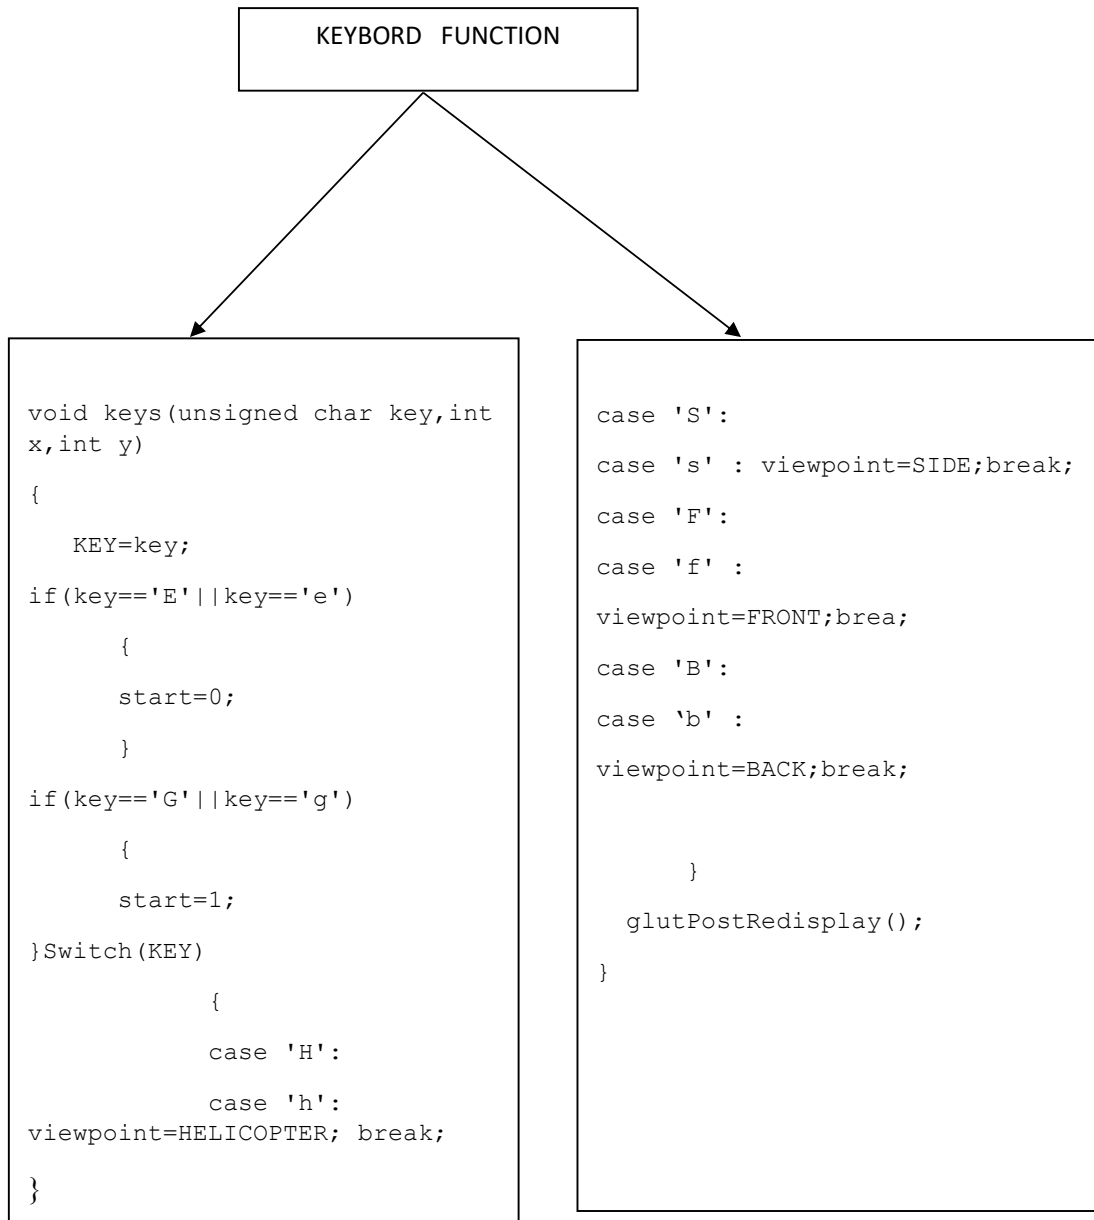 KEYBORD FUNCTION
void keys(unsigned char key,int
x,int y)
{
KEY=key;
if(key=='E'||key=='e')
{
start=0;
}
if(key=='G'||key=='g')
{
start=1;
}Switch(KEY)
{
case 'H':
case 'h':
viewpoint=HELICOPTER; break;
}
case 'S':
case 's' : viewpoint=SIDE;break;
case 'F':
case 'f' :
viewpoint=FRONT;brea;
case 'B':
case ‘b' :
viewpoint=BACK;break;
}
glutPostRedisplay();
}